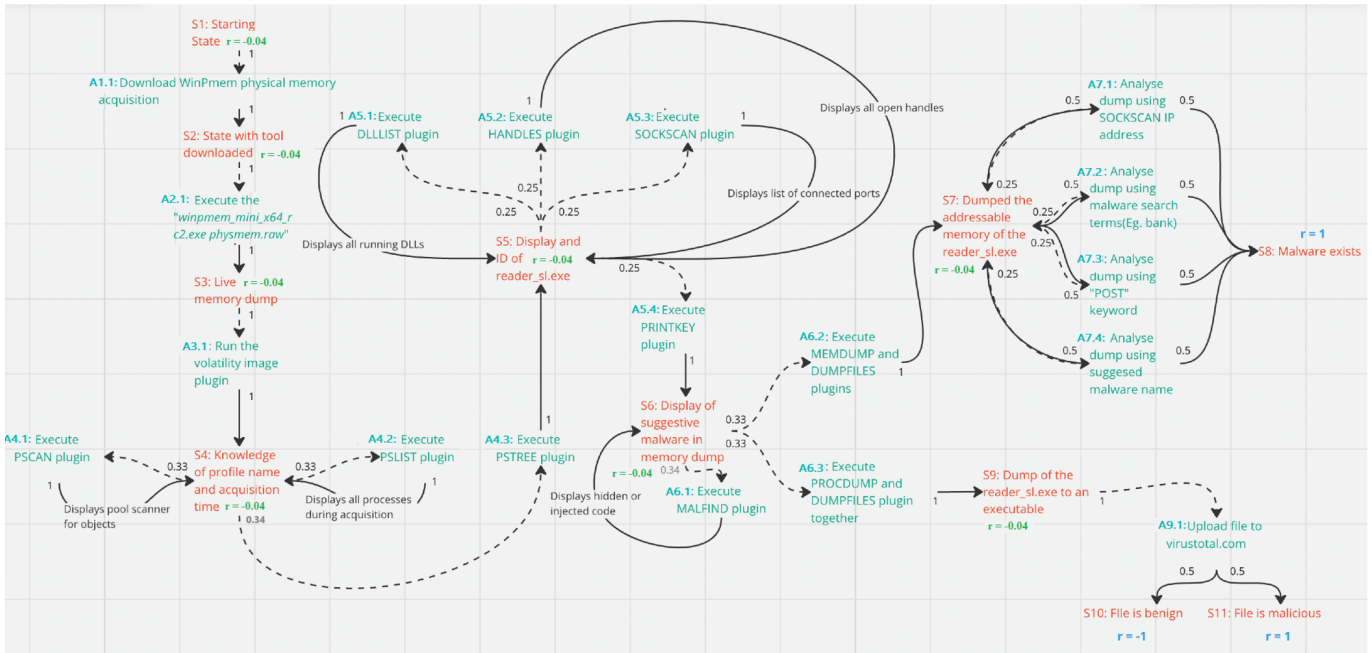 S1: Starting
State r = -0.04
1
A1.1: Download WinPmem physical memory
acquisition
1
S2: State with tool
downloaded r = -0.04
1
A2.1: Execute the
"winpmem_mini_x64_r
c2.exe physmem.raw"
1
S3: Live r = -0.04
memory dump
1
A3.1: Run the
volatility image
plugin
1
A4.1: Execute
PSCAN plugin
1
Displays pool scanner
for objects
0.33
S4: Knowledge
of profile name
and acquisition
time r = -0.04
0.34
0.33
A4.2: Execute
PSLIST plugin
1
Displays all processes
during acquisition
A4.3: Execute
PSTREE plugin
1
1
A5.1: Execute
DLLLIST plugin
Displays all running DLLs
1
A5.2: Execute
HANDLES plugin
Displays all open handles
A5.3: Execute
SOCKSCAN plugin
1
Displays list of connected ports
0.25
0.25
0.25
S5: Display and
ID of r = -0.04
reader_sl.exe
0.25
A5.4: Execute
PRINTKEY
plugin
1
S6: Display of
suggestive
malware in
memory dump
r = -0.04
0.34
0.33
0.33
Displays hidden or
injected code
A6.1: Execute
MALFIND plugin
A6.2: Execute
MEMDUMP and
DUMPFILES
plugins
1
A6.3: Execute
PROCDUMP and
DUMPFILES plugin
together
1
S7: Dumped the
addressable
memory of the
reader_sl.exe
r = -0.04
0.25
0.25
0.25
0.25
0.5
A7.1: Analyse
dump using
SOCKSCAN IP
address
0.5
0.5
A7.2: Analyse
dump using
malware search
terms(Eg. bank)
0.5
0.5
A7.3: Analyse
dump using
"POST"
keyword
0.5
0.5
A7.4: Analyse
dump using
suggesed
malware name
0.5
r = 1
S8: Malware exists
S9: Dump of the
reader_sl.exe to an
executable
r = -0.04
1
A9.1: Upload file to
virustotal.com
0.5
0.5
S10: File is benign
r = -1
S11: File is malicious
r = 1